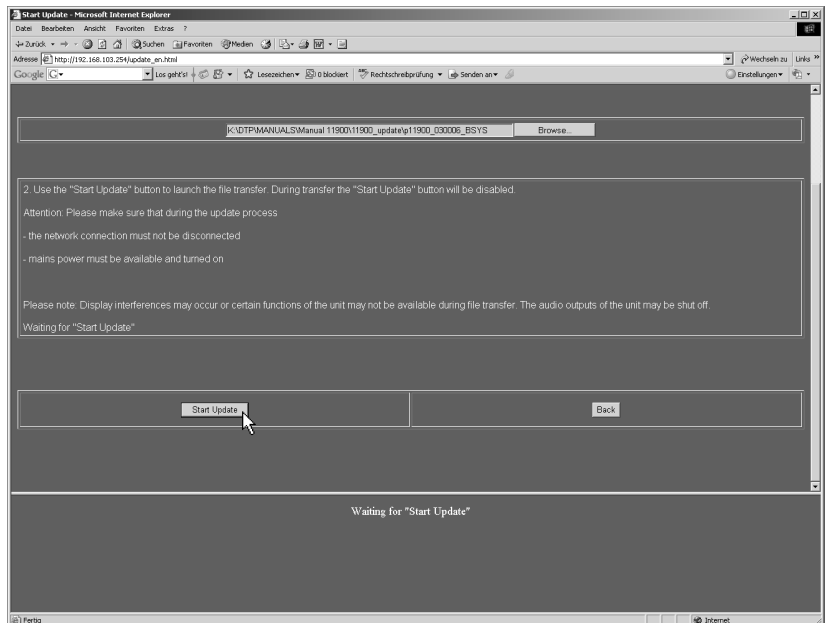 Start Update - Microsoft Internet Explorer
Datei Bearbeiten Ansicht Favoriten Extras ?
Zurück Suchen Favoriten Medien
Adresse http://192.168.103.254/update_en.html Wechseln zu Links »
Google G Los geht's! Lesezeichen 0 blockiert Rechtschreibprüfung Senden an Einstellungen
K:\DTP\MANUALS\Manual 11900\11900_update\p11900_030006_BSYS Browse...
2. Use the "Start Update" button to launch the file transfer. During transfer the "Start Update" button will be disabled.
Attention: Please make sure that during the update process
- the network connection must not be disconnected
- mains power must be available and turned on
Please note: Display interferences may occur or certain functions of the unit may not be available during file transfer. The audio outputs of the unit may be shut off.
Waiting for "Start Update"
Start Update Back
Waiting for "Start Update"
Fertig Internet